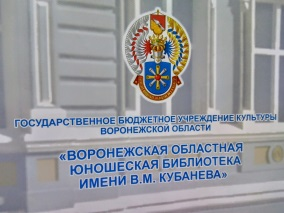 ГОСУДАРСТВЕННОЕ БЮДЖЕТНОЕ УЧРЕЖДЕНИЕ КУЛЬТУРЫ
ВОРОНЕЖСКОЙ ОБЛАСТИ
«ВОРОНЕЖСКАЯ ОБЛАСТНАЯ
ЮНОШЕСКАЯ БИБЛИОТЕКА
ИМЕНИ В.М. КУБАНЕВА»